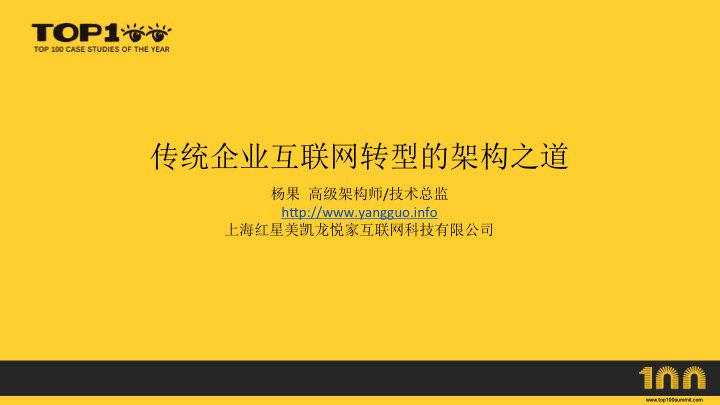 TOP100
TOP 100 CASE STUDIES OF THE YEAR
传统企业互联网转型的架构之道
杨果 高级架构师/技术总监
http://www.yangguo.info
上海红星美凯龙悦家互联网科技有限公司
100
www.top100summit.com